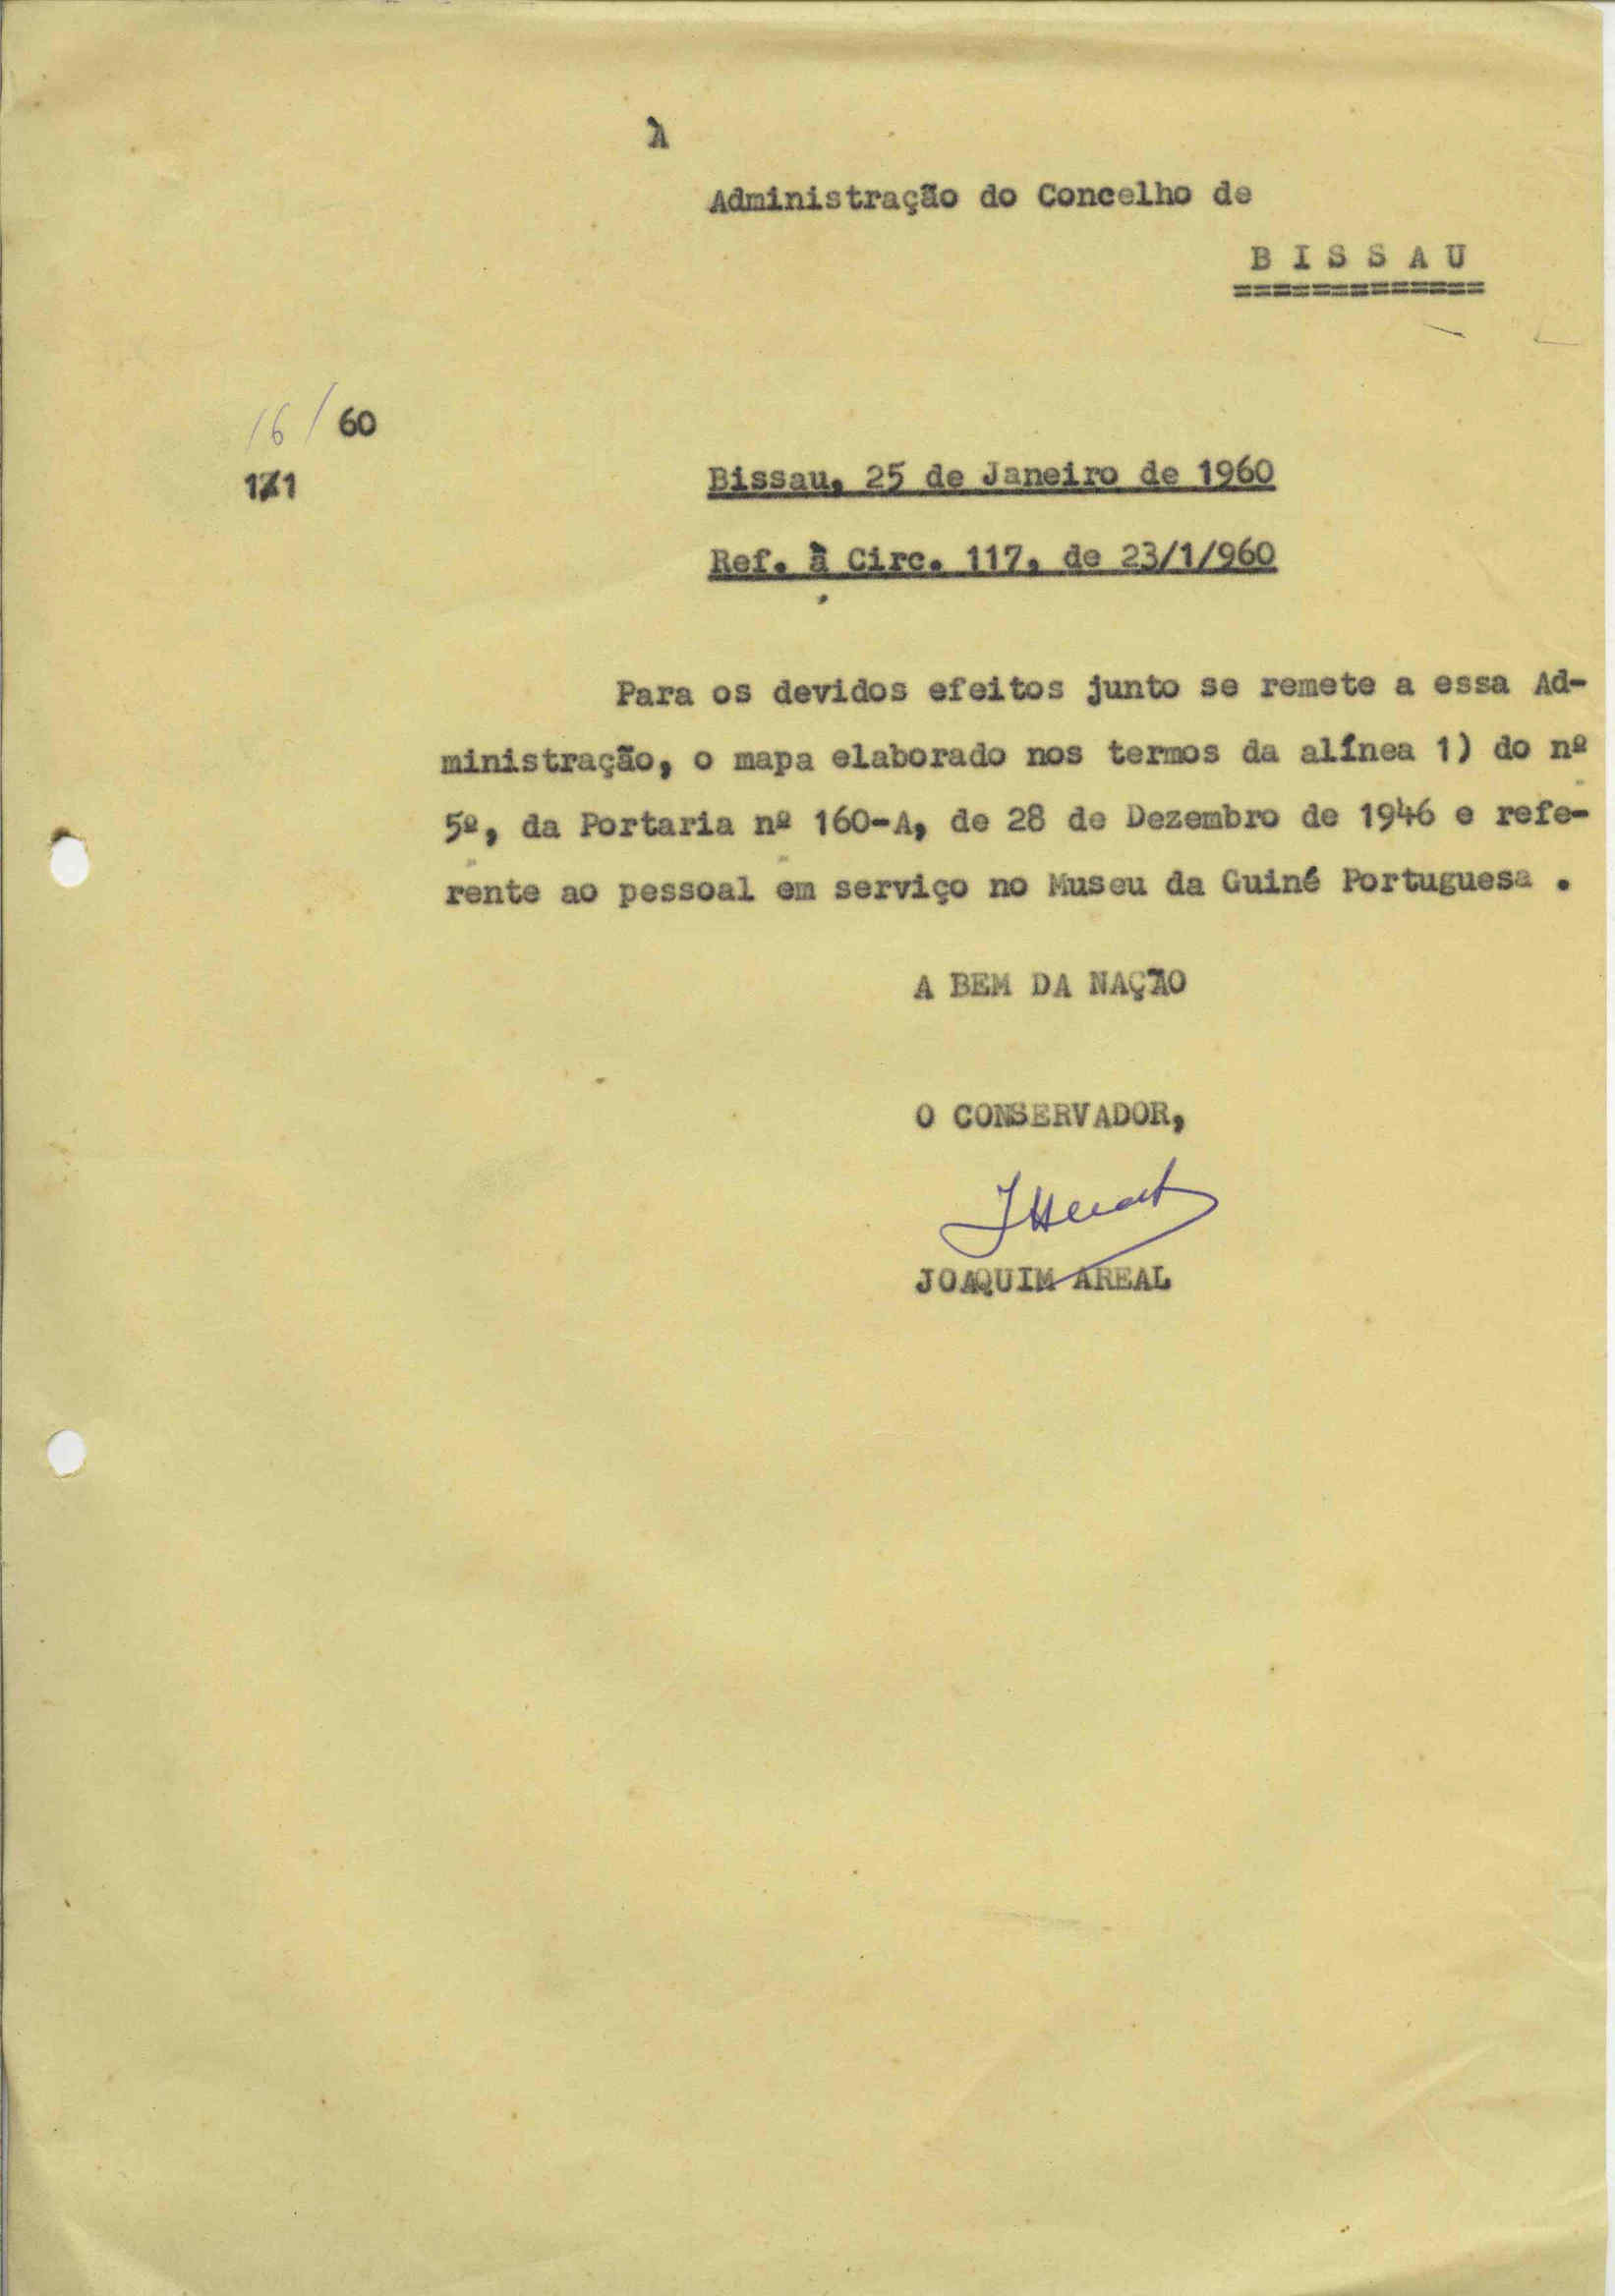 À
Administração do Concelho de
B I S S A U
=============
16/60
Bissau, 25 de Janeiro de 1960
Ref. à Circ. 117, de 23/1/960
Para os devidos efeitos junto se remete a essa Ad-
ministração, o mapa elaborado nos termos da alínea 1) do nº
5º, da Portaria nº 160-A, de 28 de Dezembro de 1946 e refe-
rente ao pessoal em serviço no Museu da Guiné Portuguesa .
A BEM DA NAÇÃO
O CONSERVADOR,
JOAQUIM AREAL